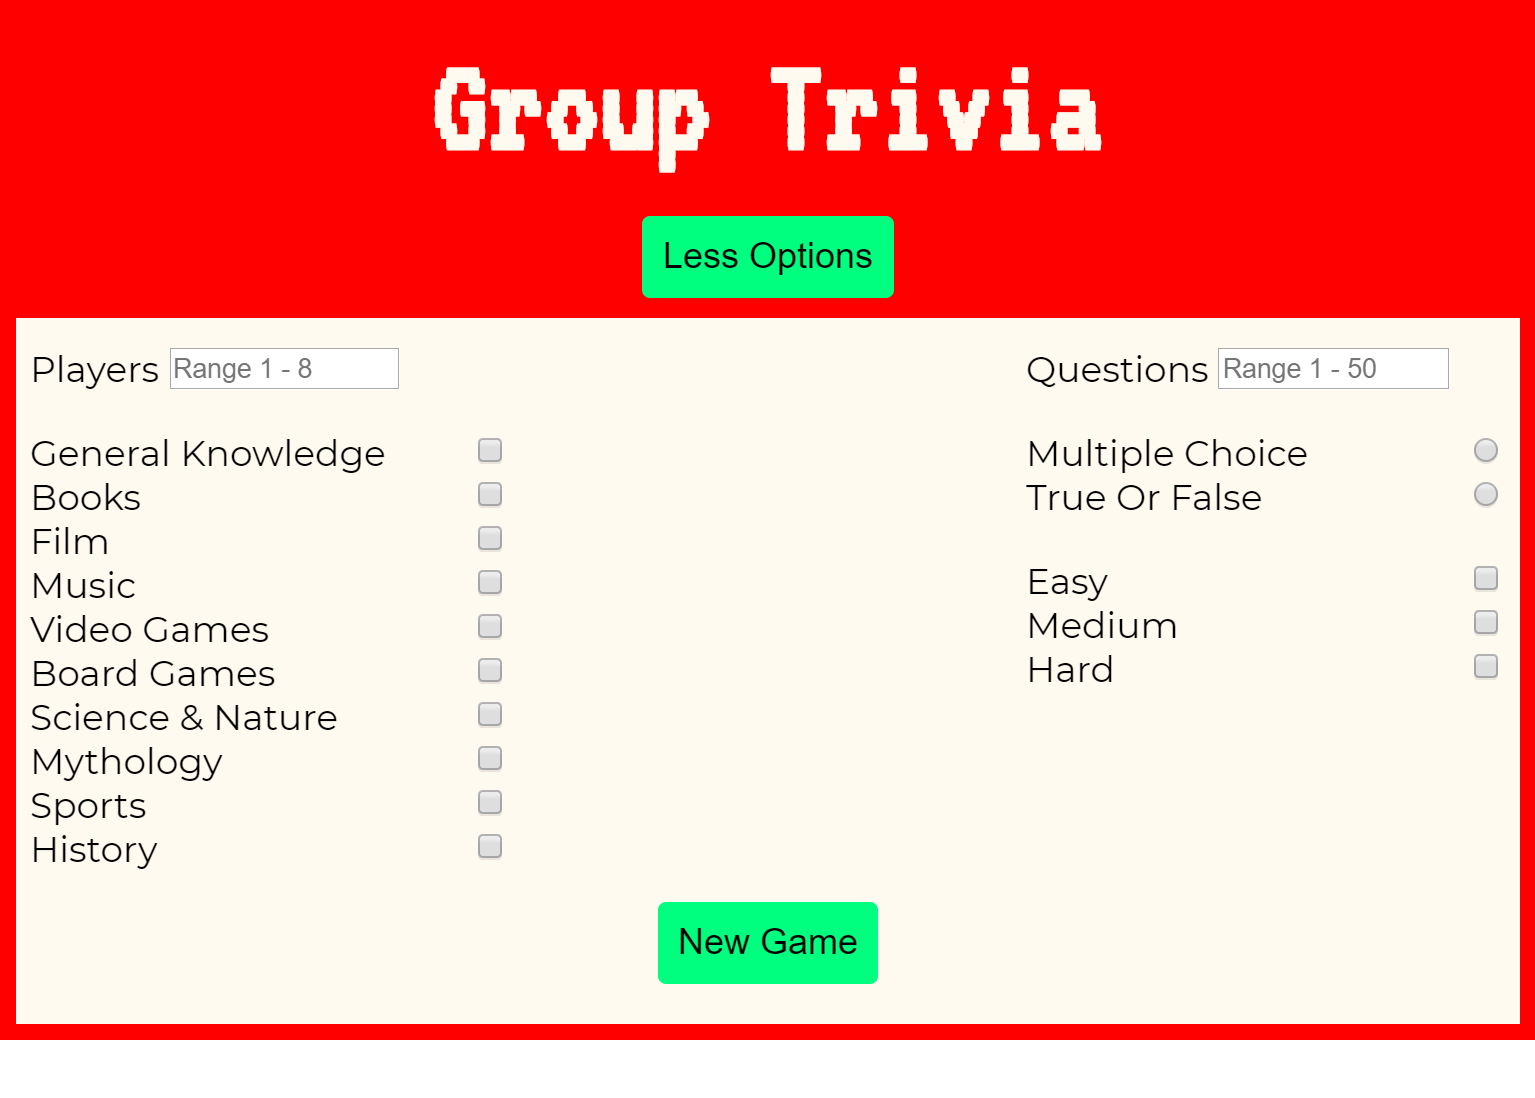 Group Trivia
Less Options
Players Range 1 - 8
General Knowledge
Books
Film
Music
Video Games
Board Games
Science & Nature
Mythology
Sports
History
Questions Range 1 - 50
Multiple Choice
True Or False
Easy
Medium
Hard
New Game